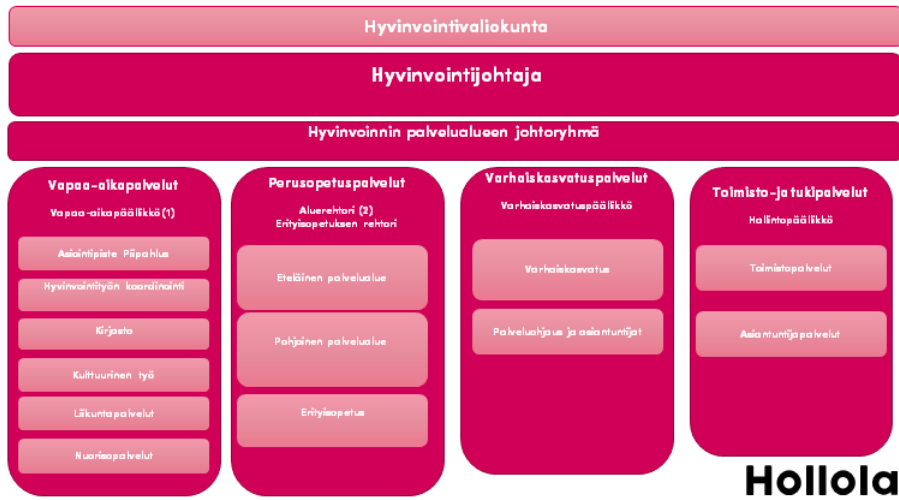 Hyvinvointivaliokunta
Hyvinvointijohtaja
Hyvinvoinnin palvelualueen johtoryhmä
Vapaa-aikapalvelut
Vapaa-aikapäällikkö(1)
Asiointipiste Piipahlus
Hyvinvointityön koordinointi
Kirjasto
Kulttuurinen työ
Liikuntapalvelut
Nuorisopalvelut
Perusopetuspalvelut
Aluerehtori (2)
Erityisopetuksen rehtori
Eteläinen palvelualue
Pohjoinen palvelualue
Erityisopetus
Varhaiskasvatuspalvelut
Varhaiskasvatuspäällikkö
Varhaiskasvatus
Palveluohjaus ja asiantuntijat
Toimisto-ja tukipalvelut
Hallintopäällikkö
Toimistopalvelut
Asiantuntijapalvelut
Hollola